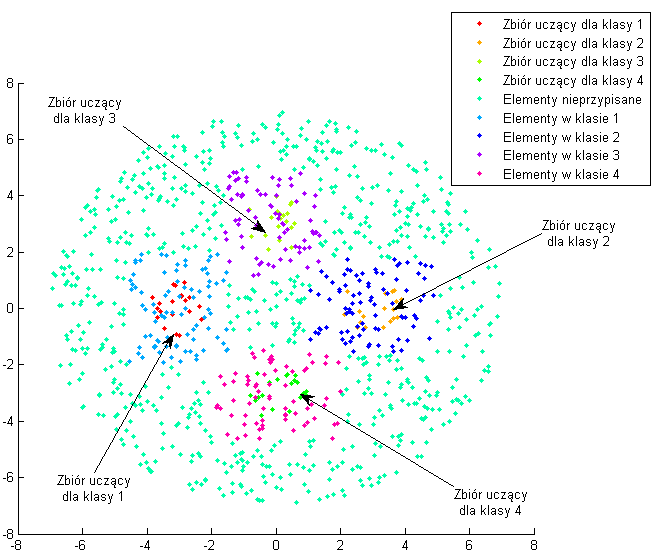 Zbiór uczący dla klasy 1
Zbiór uczący dla klasy 2
Zbiór uczący dla klasy 3
Zbiór uczący dla klasy 4
Elementy nieprzypisane
Elementy w klasie 1
Elementy w klasie 2
Elementy w klasie 3
Elementy w klasie 4
Zbiór uczący
dla klasy 3
Zbiór uczący
dla klasy 2
Zbiór uczący
dla klasy 1
Zbiór uczący
dla klasy 4
8
6
4
2
0
-2
-4
-6
-8
-8 -6 -4 -2 0 2 4 6 8